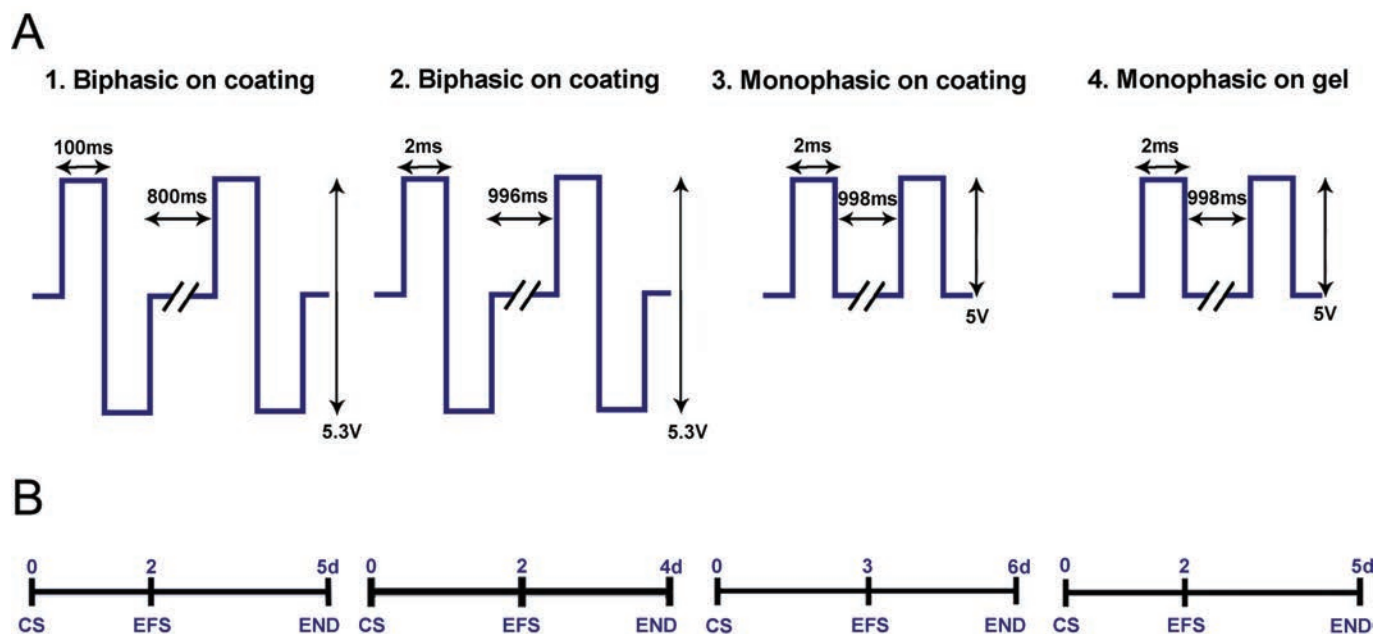 A
1. Biphasic on coating
2. Biphasic on coating
3. Monophasic on coating
4. Monophasic on gel
100ms
800ms
5.3V
2ms
996ms
5.3V
2ms
998ms
5V
2ms
998ms
5V
B
0 2 5d
CS EFS END
0 2 4d
CS EFS END
0 3 6d
CS EFS END
0 2 5d
CS EFS END